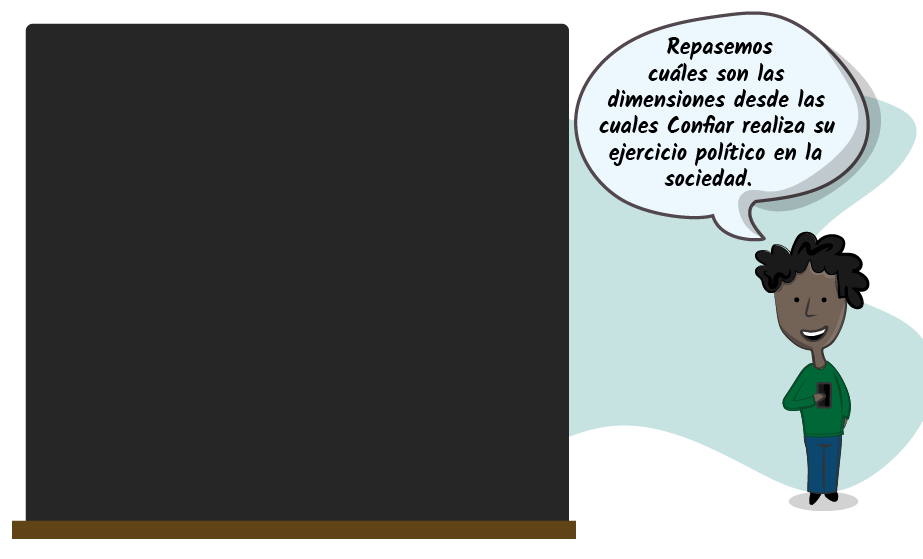 Repasemos
cuáles son las
dimensiones desde las
cuales Confiar realiza su
ejercicio político en la
sociedad.